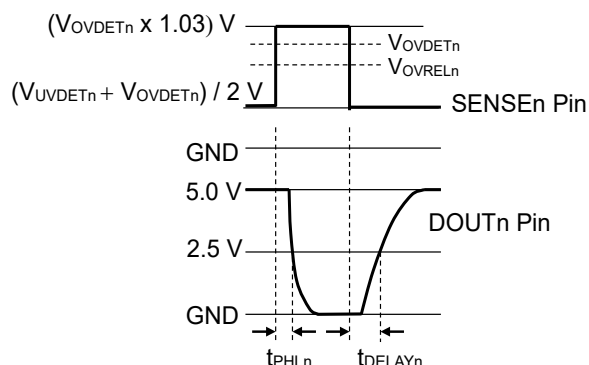 (VOVDETn x 1.03) V
VOVDETn
VOVRELn
(VUVDETn + VOVDETn) / 2 V
SENSEn Pin
GND
5.0 V
DOUTn Pin
2.5 V
GND
tPHLn
tDELAYn